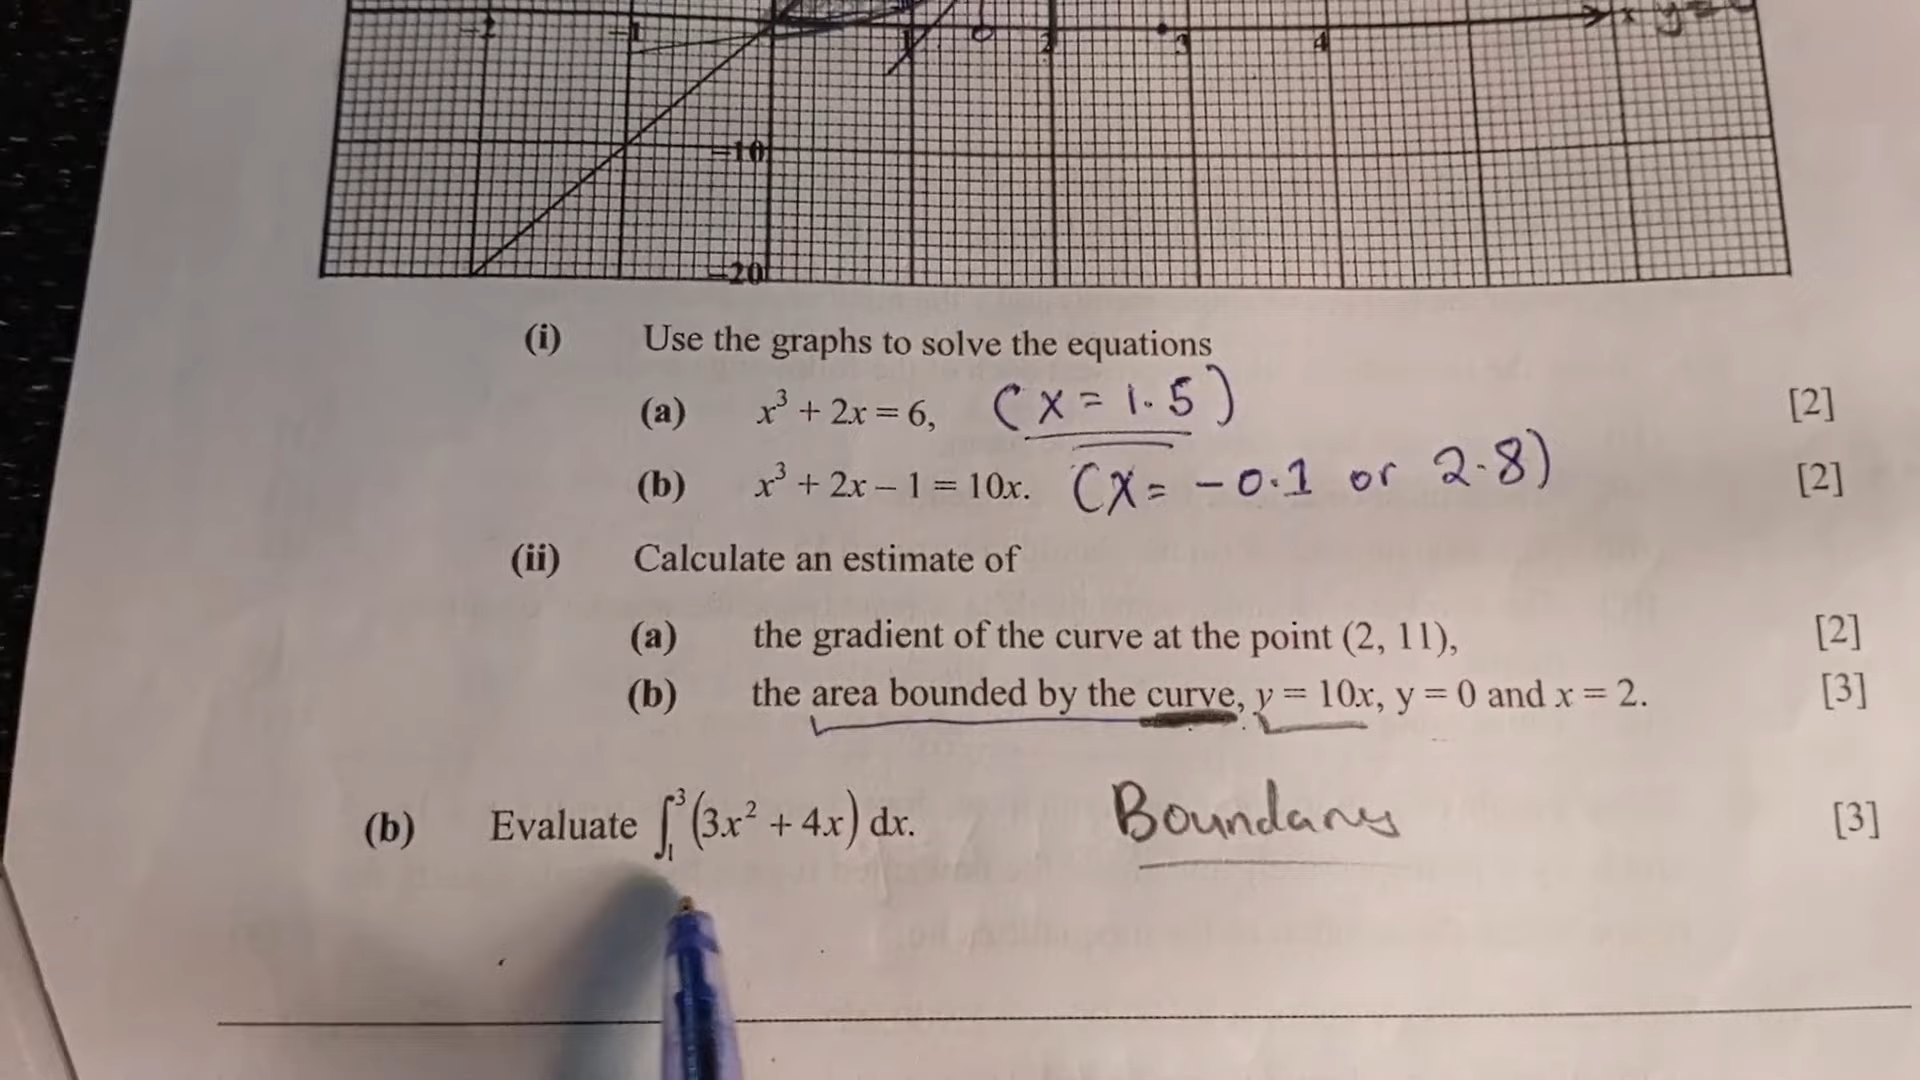 -2 -1 1 2 3 4 x
-10
-20
(i) Use the graphs to solve the equations
(a) x³ + 2x = 6, (x = 1.5) [2]
(b) x³ + 2x – 1 = 10x. (x = -0.1 or 2.8) [2]
(ii) Calculate an estimate of
(a) the gradient of the curve at the point (2, 11), [2]
(b) the area bounded by the curve, y = 10x, y = 0 and x = 2. [3]
(b) Evaluate ∫₁³(3x² + 4x) dx. Boundary [3]